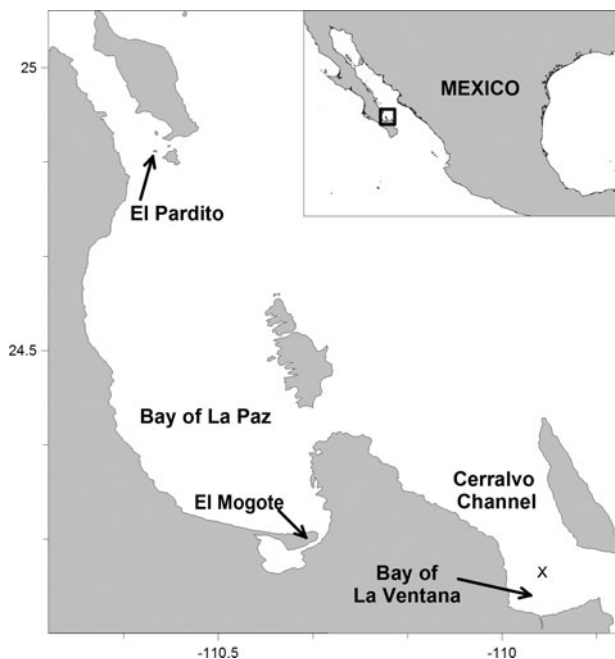 25
MEXICO
El Pardito
24.5
Bay of La Paz
Cerralvo
Channel
El Mogote
x
Bay of
La Ventana
-110.5
-110